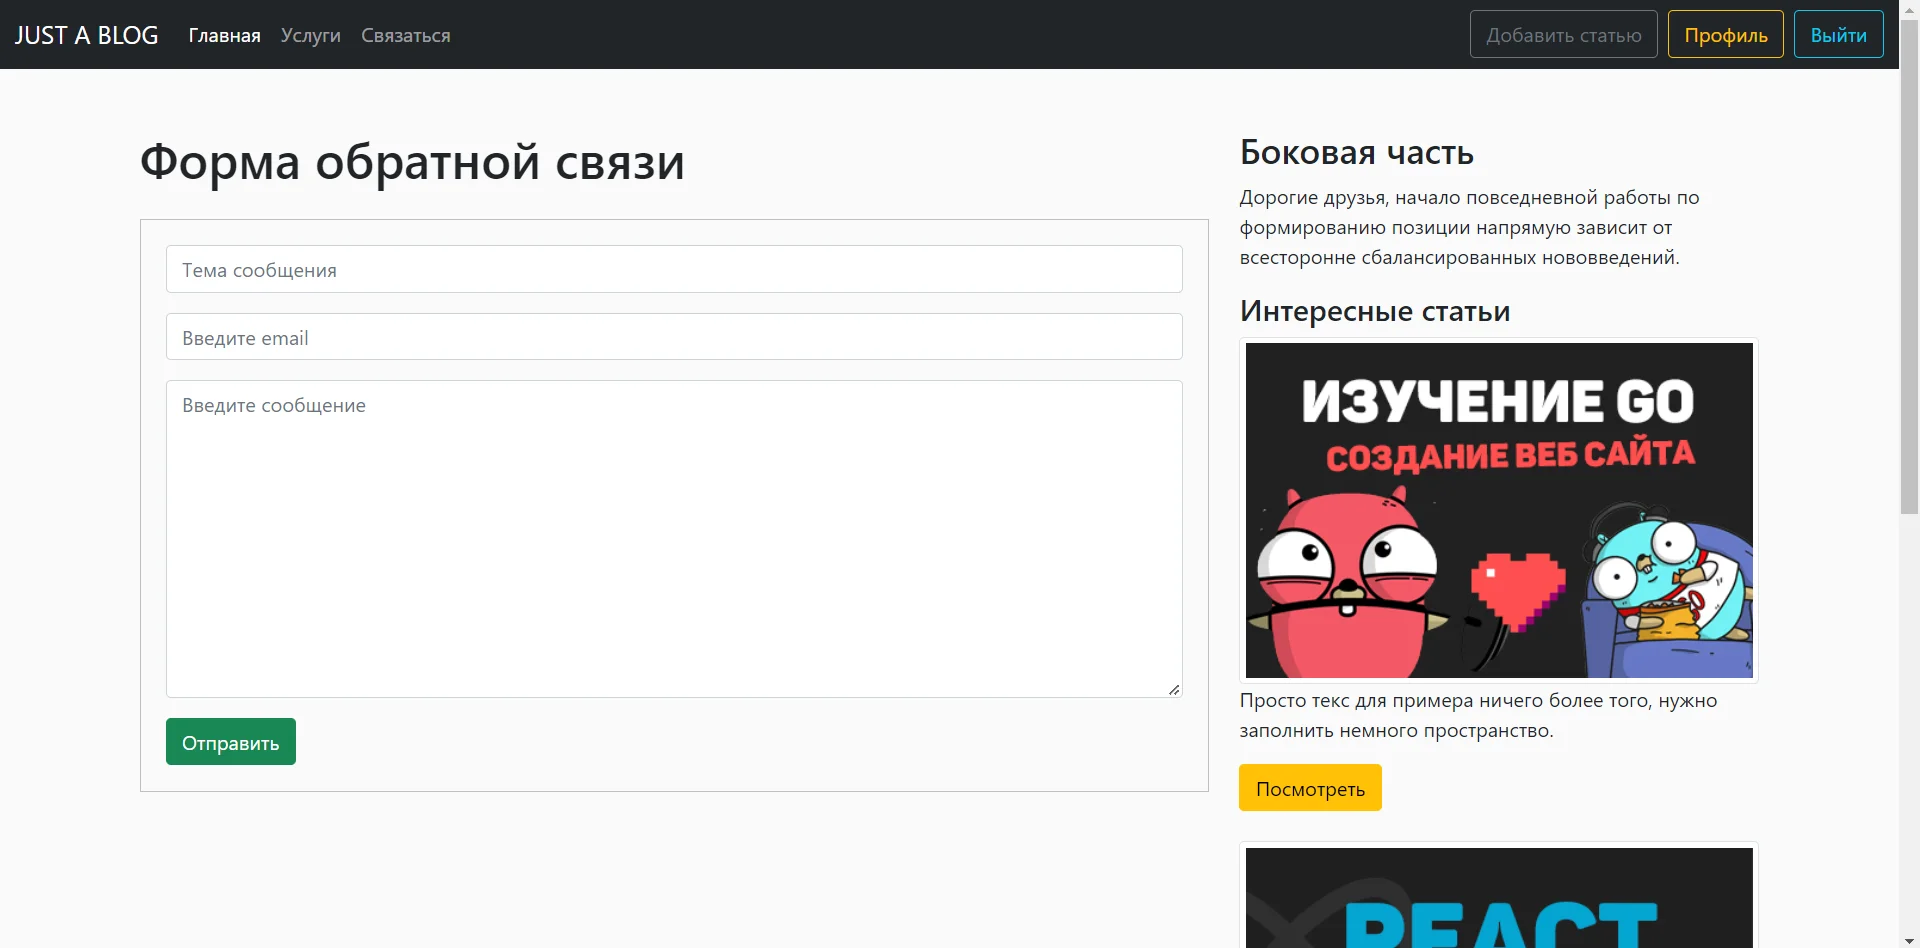 JUST A BLOG Главная Услуги Связаться Добавить статью Профиль Выйти
Форма обратной связи
Тема сообщения
Введите email
Введите сообщение
Отправить
Боковая часть
Дорогие друзья, начало повседневной работы по
формированию позиции напрямую зависит от
всесторонне сбалансированных нововведений.
Интересные статьи
ИЗУЧЕНИЕ GO
СОЗДАНИЕ ВЕБ САЙТА
Просто текс для примера ничего более того, нужно
заполнить немного пространство.
Посмотреть
REACT